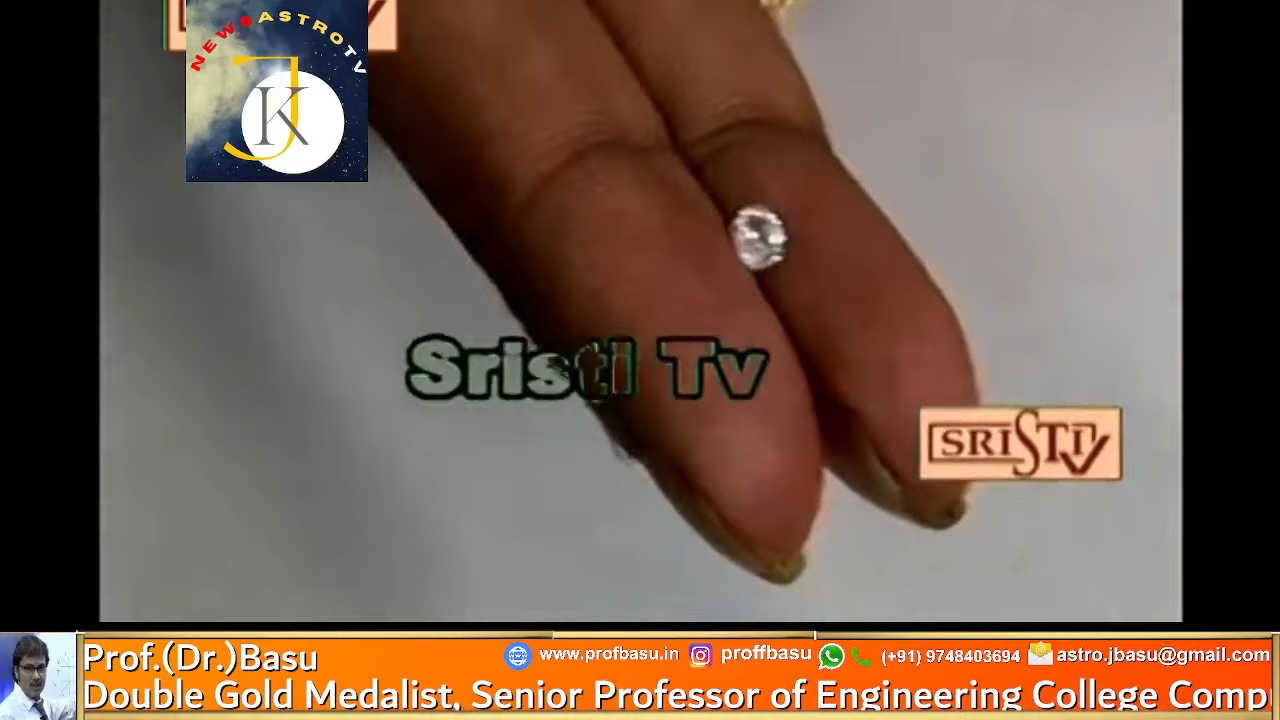 NEWSASTROTV
JK
Sristi Tv
SRISTI TV
Prof.(Dr.)Basu
www.profbasu.in
proffbasu
(+91) 9748403694
astro.jbasu@gmail.com
Double Gold Medalist, Senior Professor of Engineering College Comp